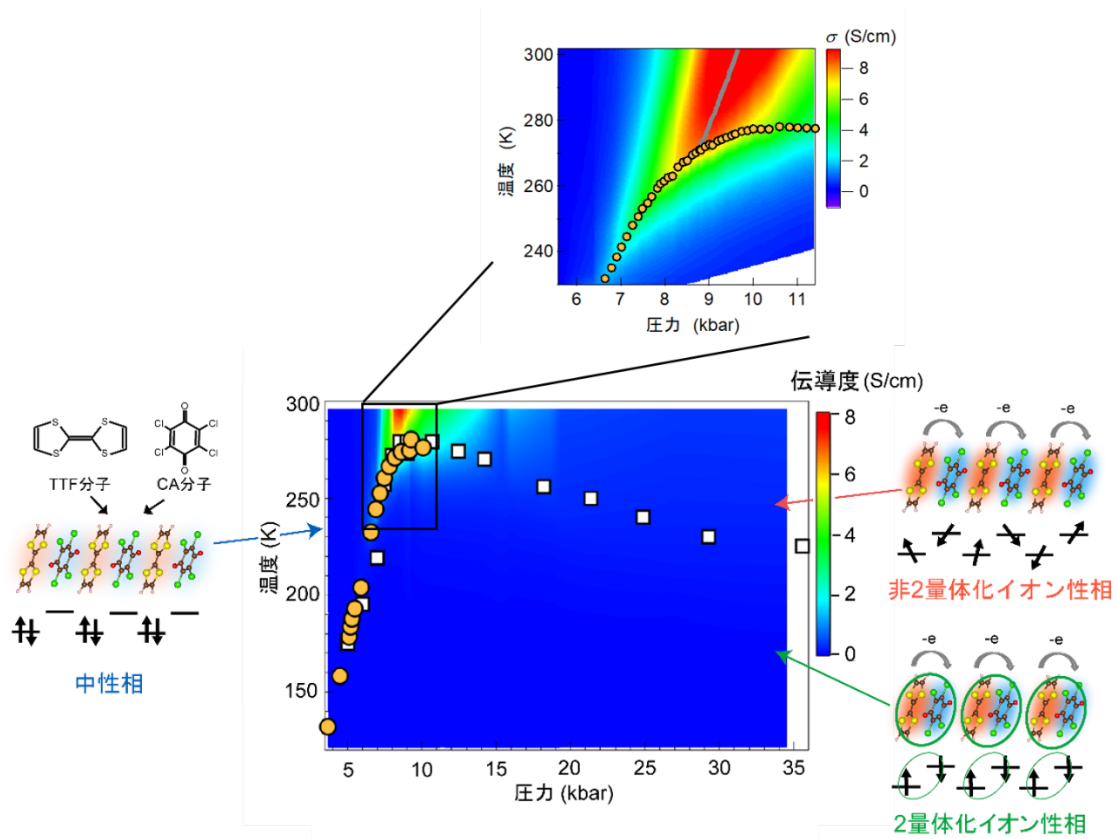 σ (S/cm)
300
280
260
240
温度 (K)
8
6
4
2
0
6 7 8 9 10 11
圧力 (kbar)
伝導度 (S/cm)
8
6
4
2
0
300
250
200
150
温度 (K)
5 10 15 20 25 30 35
圧力 (kbar)
S S
S S
TTF分子
O
Cl Cl
Cl Cl
O
CA分子
中性相
-e -e -e
非2量体化イオン性相
-e -e -e
2量体化イオン性相